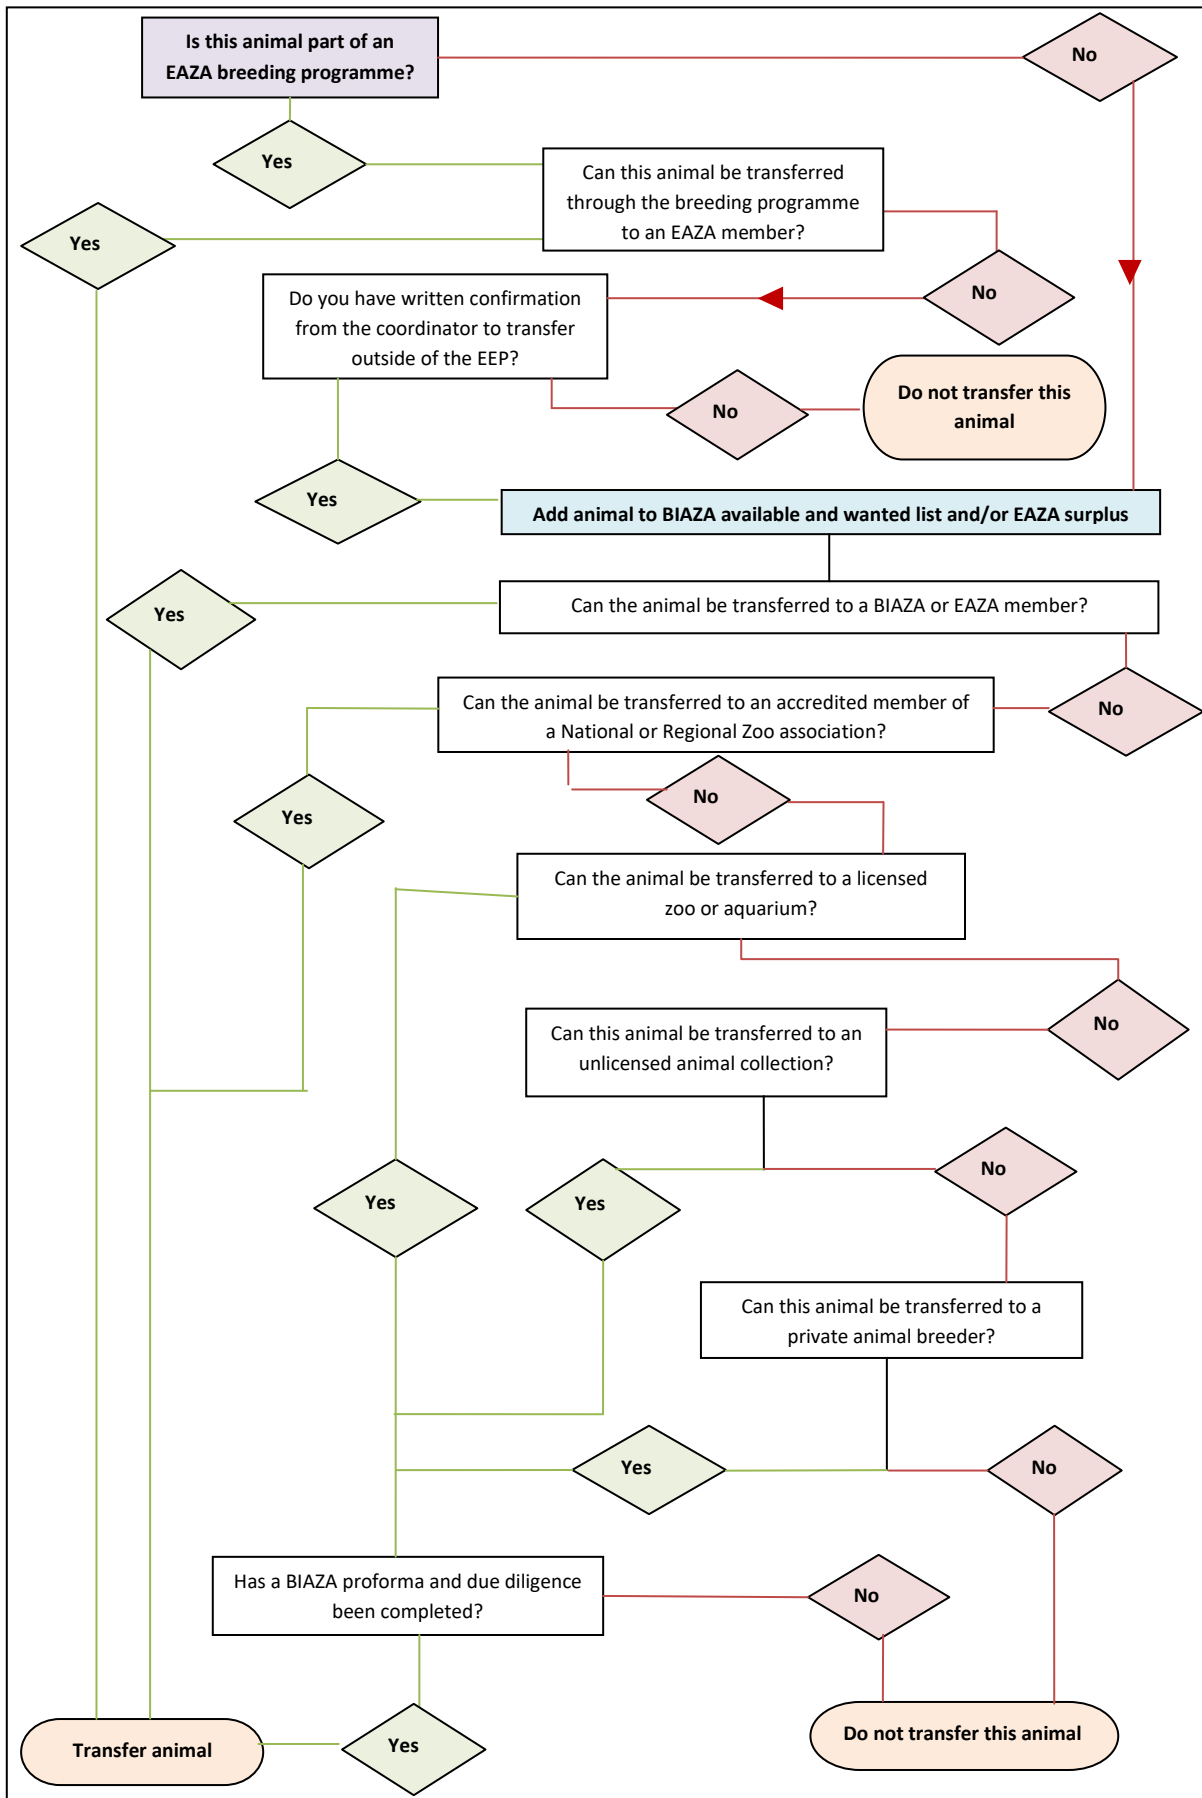 Is this animal part of an
EAZA breeding programme?
No
Yes
Can this animal be transferred
through the breeding programme
to an EAZA member?
Yes
No
Do you have written confirmation
from the coordinator to transfer
outside of the EEP?
No
Do not transfer this
animal
Yes
Add animal to BIAZA available and wanted list and/or EAZA surplus
Can the animal be transferred to a BIAZA or EAZA member?
Yes
No
Can the animal be transferred to an accredited member of
a National or Regional Zoo association?
No
Yes
Can the animal be transferred to a licensed
zoo or aquarium?
No
Can this animal be transferred to an
unlicensed animal collection?
No
Yes
Yes
Can this animal be transferred to a
private animal breeder?
Yes
No
Has a BIAZA proforma and due diligence
been completed?
No
Yes
Transfer animal
Do not transfer this animal